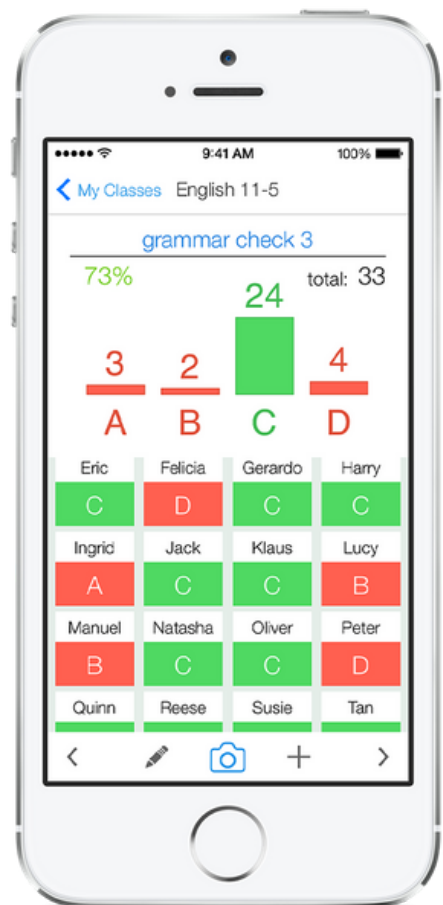 9:41 AM 100%
My Classes English 11-5
grammar check 3
73% 24 total: 33
3 2 4
A B C D
Eric Felicia Gerardo Harry
C D C C
Ingrid Jack Klaus Lucy
A C C B
Manuel Natasha Oliver Peter
B C C D
Quinn Reese Susie Tan